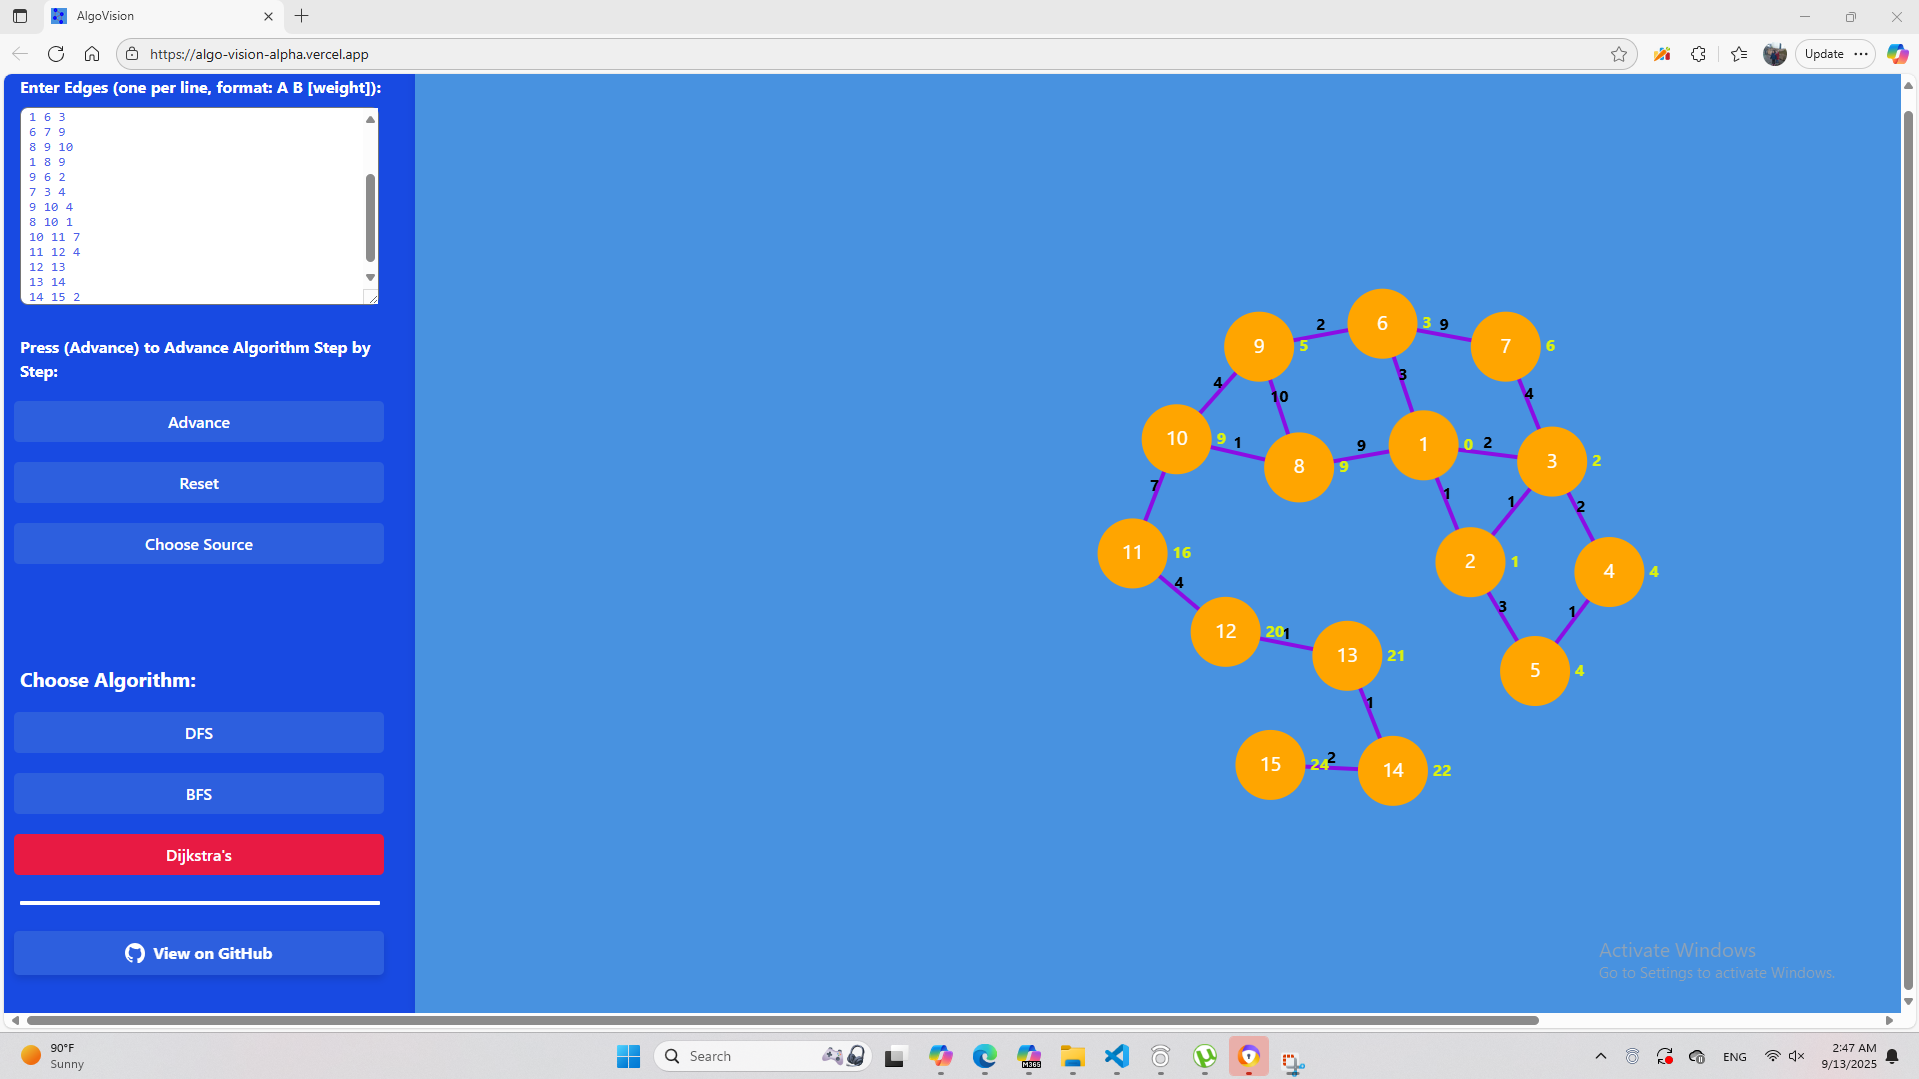 AlgoVision
https://algo-vision-alpha.vercel.app
Update
Enter Edges (one per line, format: A B [weight]):
1 6 3
6 7 9
8 9 10
1 8 9
9 6 2
7 3 4
9 10 4
8 10 1
10 11 7
11 12 4
12 13
13 14
14 15 2
Press (Advance) to Advance Algorithm Step by
Step:
Advance
Reset
Choose Source
Choose Algorithm:
DFS
BFS
Dijkstra's
View on GitHub
2 6 3 9
9 5 7 6
4 10 3 4
10 9 1 8 9 9 1 0 2 3 2
7 1 1 2
11 16 2 1 4 4
4 3 1
12 20 1 13 21 5 4
1
15 24 2 14 22
Activate Windows
Go to Settings to activate Windows.
90°F
Sunny
Search
M365
ENG
2:47 AM
9/13/2025